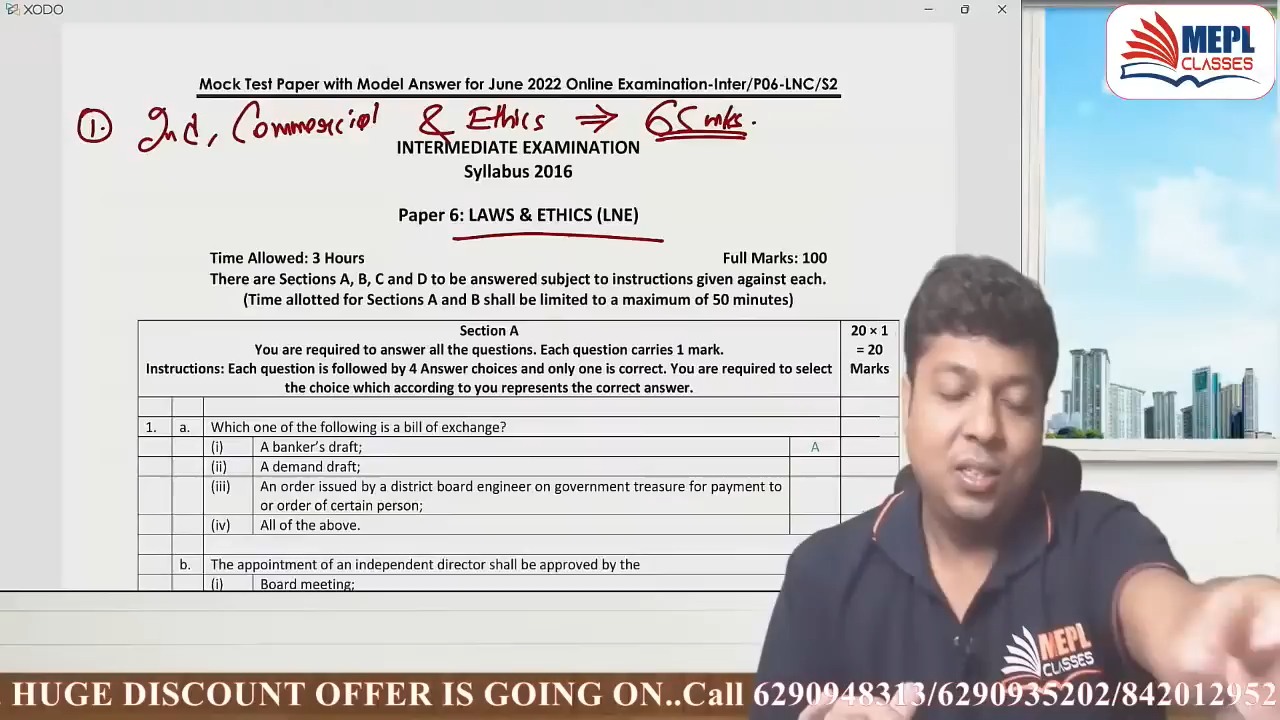 XODO
MEPL
CLASSES
Mock Test Paper with Model Answer for June 2022 Online Examination-Inter/P06-LNC/S2
1. Ind, Commercial & Ethics ⇒ 65 mks.
INTERMEDIATE EXAMINATION
Syllabus 2016
Paper 6: LAWS & ETHICS (LNE)
Time Allowed: 3 Hours Full Marks: 100
There are Sections A, B, C and D to be answered subject to instructions given against each.
(Time allotted for Sections A and B shall be limited to a maximum of 50 minutes)
Section A 20 × 1
You are required to answer all the questions. Each question carries 1 mark. = 20
Instructions: Each question is followed by 4 Answer choices and only one is correct. You are required to select Marks
the choice which according to you represents the correct answer.
1. a. Which one of the following is a bill of exchange?
(i) A banker's draft; A
(ii) A demand draft;
(iii) An order issued by a district board engineer on government treasure for payment to
or order of certain person;
(iv) All of the above.
b. The appointment of an independent director shall be approved by the
(i) Board meeting;
MEPL
CLASSES
HUGE DISCOUNT OFFER IS GOING ON..Call 6290948313/6290935202/842012952